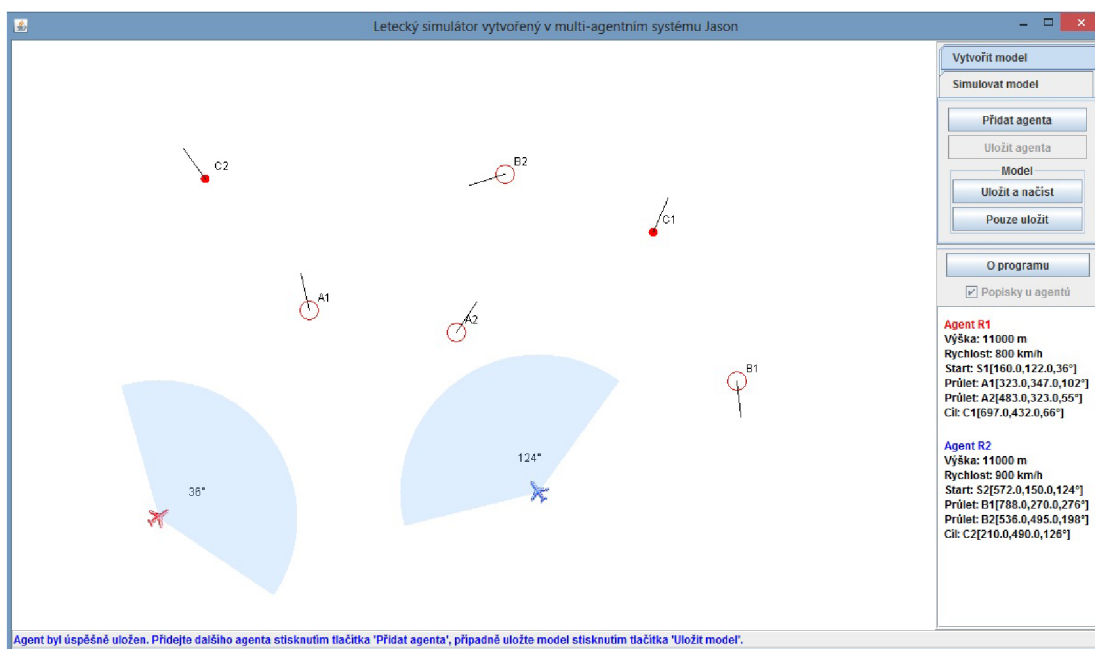 Letecký simulátor vytvořený v multi-agentním systému Jason
C2
B2
C1
A1
A2
B1
36°
124°
Vytvořit model
Simulovat model
Přidat agenta
Uložit agenta
Model
Uložit a načíst
Pouze uložit
O programu
Popisky u agentů
Agent R1
Výška: 11000 m
Rychlost: 800 km/h
Start: S1[160.0,122.0,36°]
Průlet: A1[323.0,347.0,102°]
Průlet: A2[483.0,323.0,55°]
Cíl: C1[697.0,432.0,66°]
Agent R2
Výška: 11000 m
Rychlost: 900 km/h
Start: S2[572.0,150.0,124°]
Průlet: B1[788.0,270.0,276°]
Průlet: B2[536.0,495.0,198°]
Cíl: C2[210.0,490.0,126°]
Agent byl úspěšně uložen. Přidejte dalšího agenta stisknutím tlačítka 'Přidat agenta', případně uložte model stisknutím tlačítka 'Uložit model'.